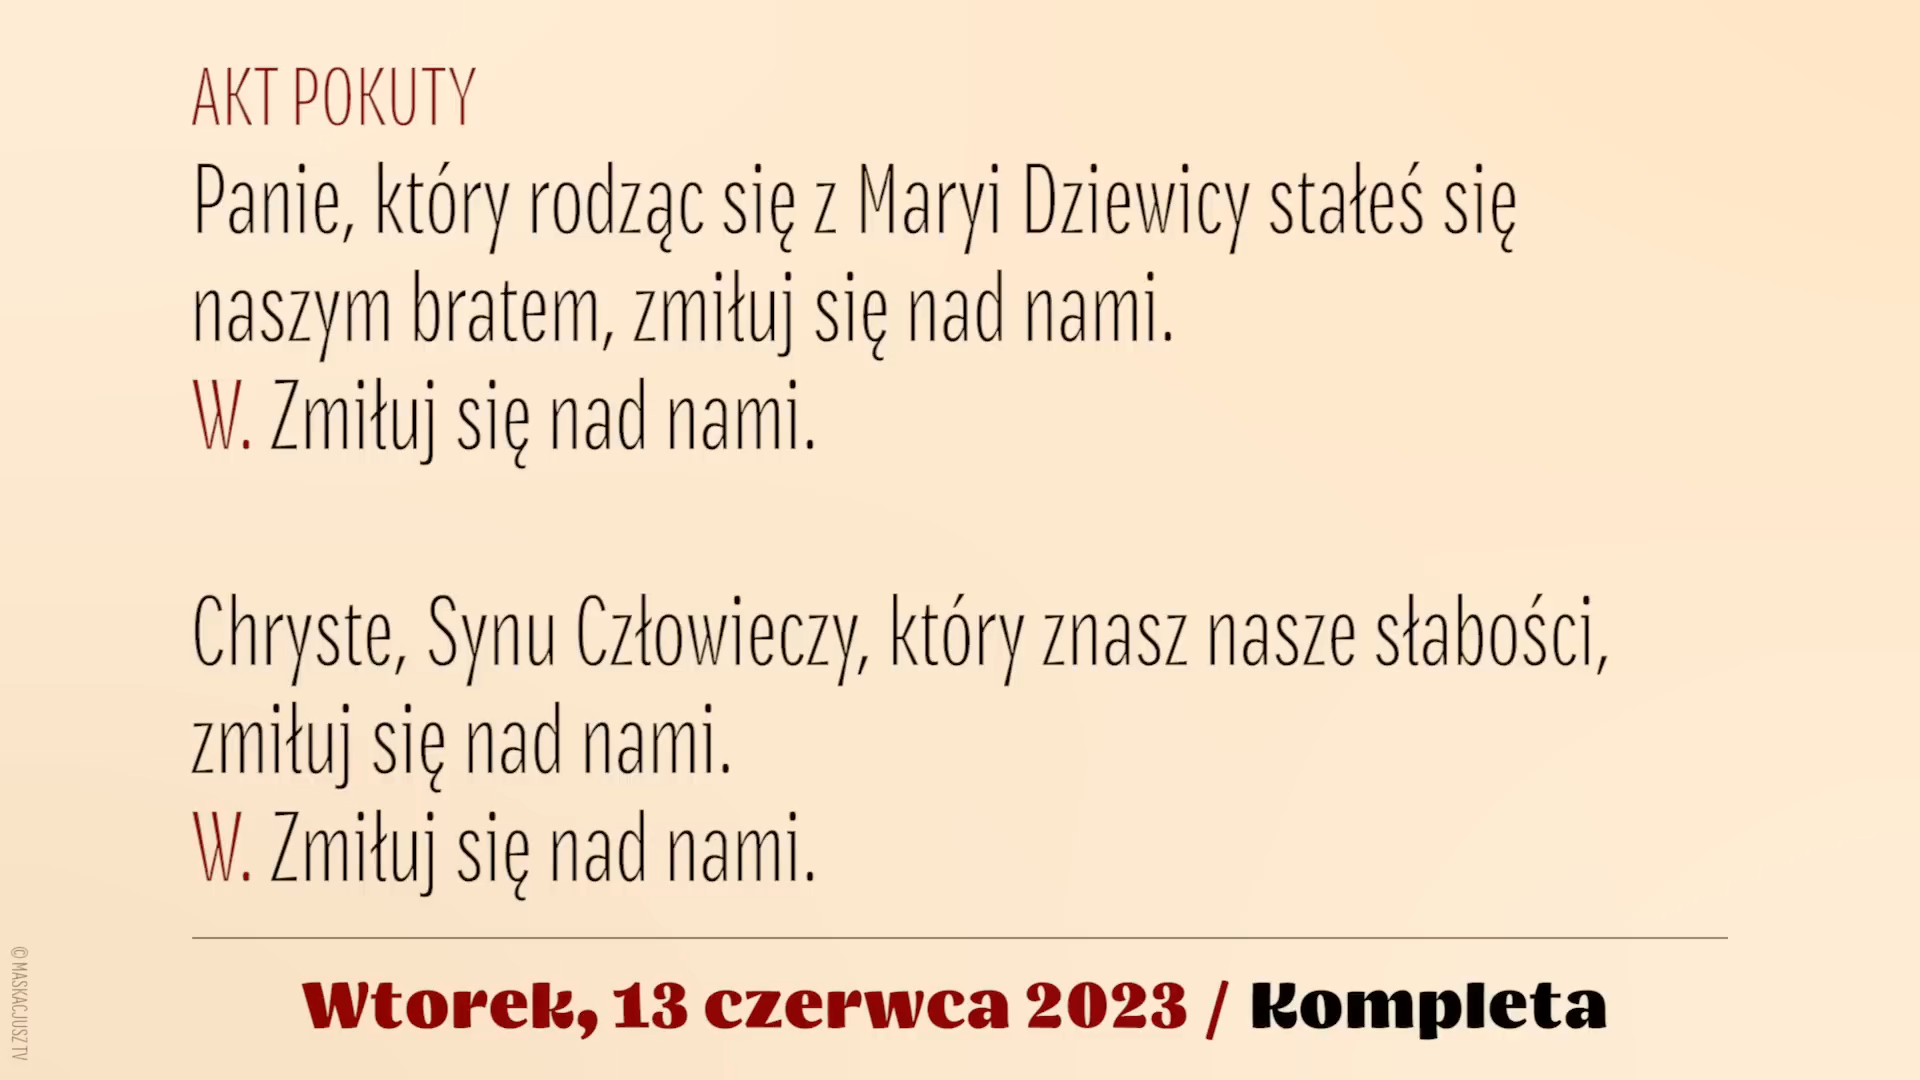 AKT POKUTY
Panie, który rodząc się z Maryi Dziewicy stałeś się
naszym bratem, zmiłuj się nad nami.
W. Zmiłuj się nad nami.
Chryste, Synu Człowieczy, który znasz nasze słabości,
zmiłuj się nad nami.
W. Zmiłuj się nad nami.
Wtorek, 13 czerwca 2023 / Kompleta
© MASKACJUSZ TV